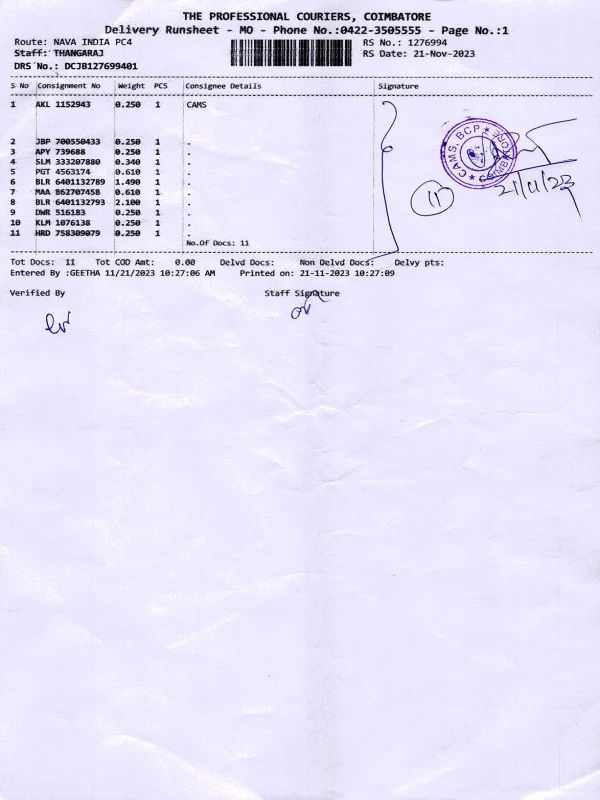 THE PROFESSIONAL COURIERS, COIMBATORE
Delivery Runsheet - MO - Phone No.:0422-3505555 - Page No.:1
Route: NAVA INDIA PC4 RS No.: 1276994
Staff: THANGARAJ RS Date: 21-Nov-2023
DRS No.: DCJB127699401
S No Consignment No Weight PCS Consignee Details Signature
1 AKL 1152943 0.250 1 CAMS
2 JBP 700550433 0.250 1 .
3 APY 739688 0.250 1 .
4 SLM 333207880 0.340 1 .
5 PGT 4563174 0.610 1 .
6 BLR 6401132789 1.490 1 .
7 MAA 862707458 0.610 1 .
8 BLR 6401132793 2.100 1 .
9 DWR 516183 0.250 1 .
10 KLM 1076138 0.250 1 .
11 HRD 758309079 0.250 1 .
No.Of Docs: 11
CAMS, BCP ★ COIMBATORE ★
11
21/11/23
Tot Docs: 11 Tot COD Amt: 0.00 Delvd Docs: Non Delvd Docs: Delvy pts:
Entered By :GEETHA 11/21/2023 10:27:06 AM Printed on: 21-11-2023 10:27:09
Verified By Staff Signature